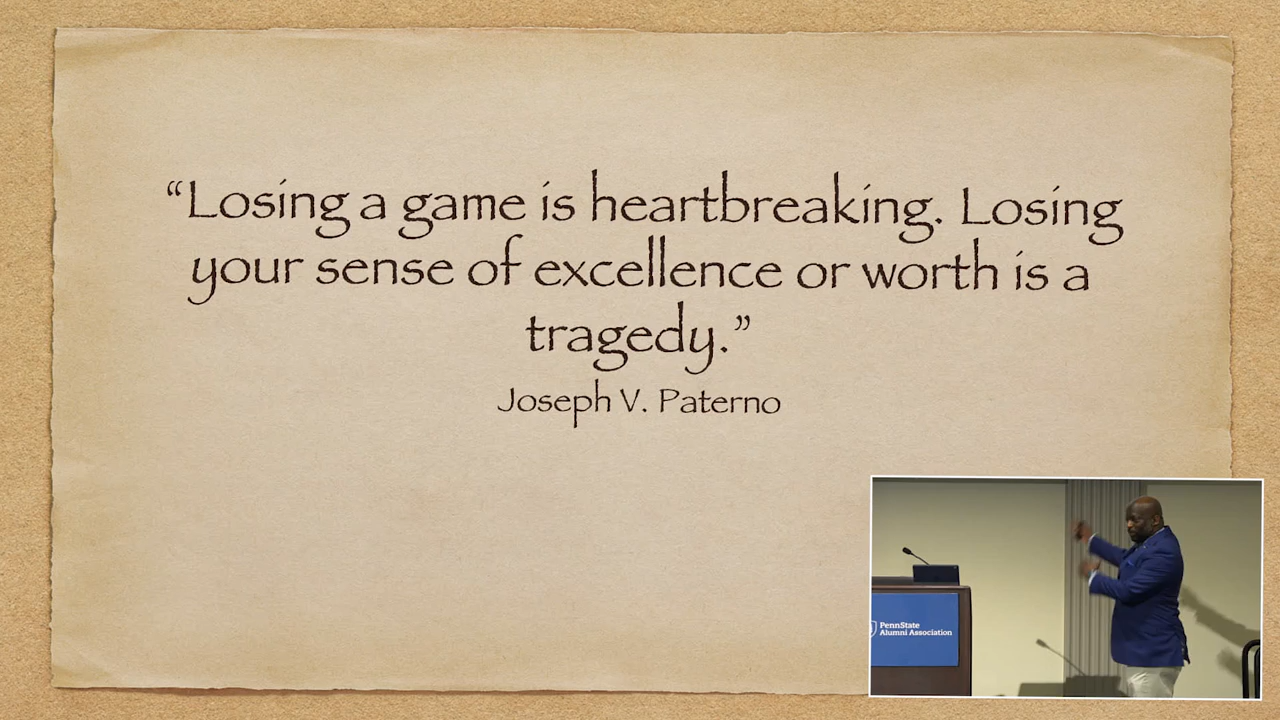 “Losing a game is heartbreaking. Losing
your sense of excellence or worth is a
tragedy.”
Joseph V. Paterno
PennState
Alumni Association